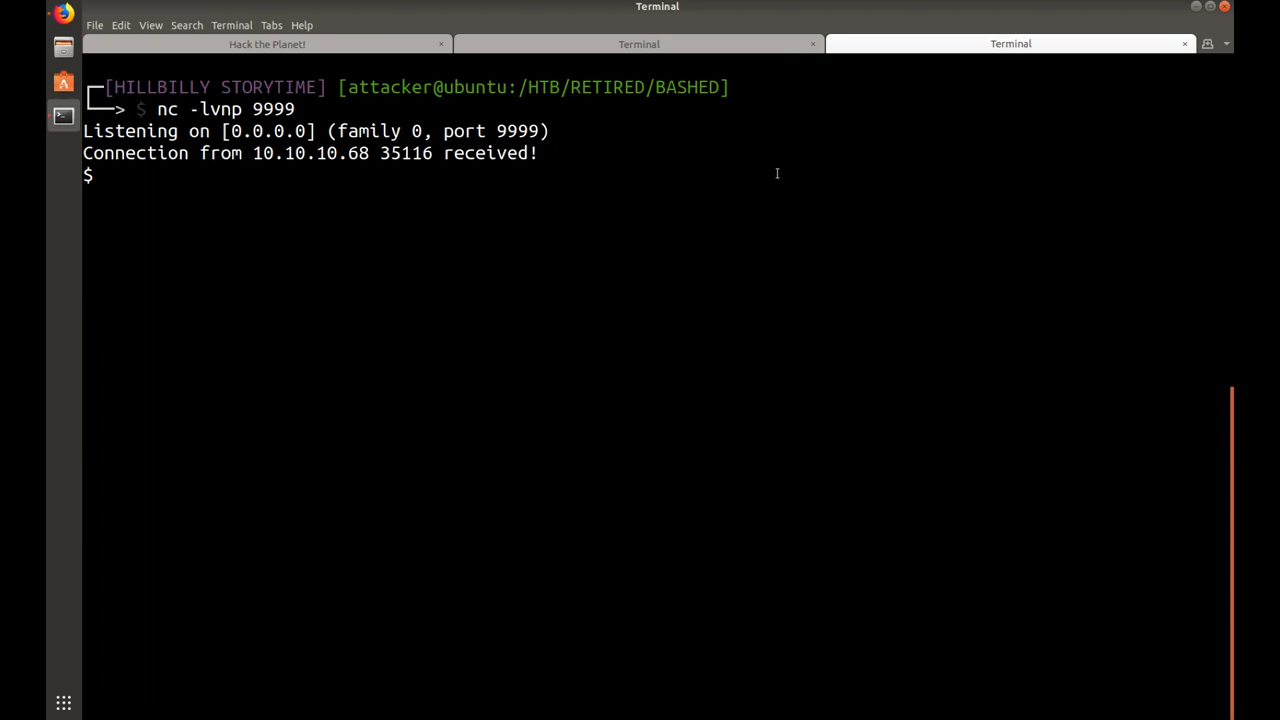 Terminal
File Edit View Search Terminal Tabs Help
Hack the Planet! × Terminal × Terminal ×
[HILLBILLY STORYTIME] [attacker@ubuntu:/HTB/RETIRED/BASHED]
└──> $ nc -lvnp 9999
Listening on [0.0.0.0] (family 0, port 9999)
Connection from 10.10.10.68 35116 received!
$